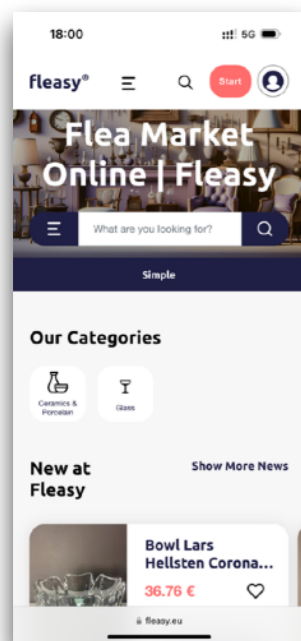 18:00
5G
fleasy®
Start
Flea Market
Online | Fleasy
What are you looking for?
Simple
Our Categories
Ceramics &
Porcelain
Glass
New at
Fleasy
Show More News
Bowl Lars
Hellsten Corona...
36.76 €
fleasy.eu